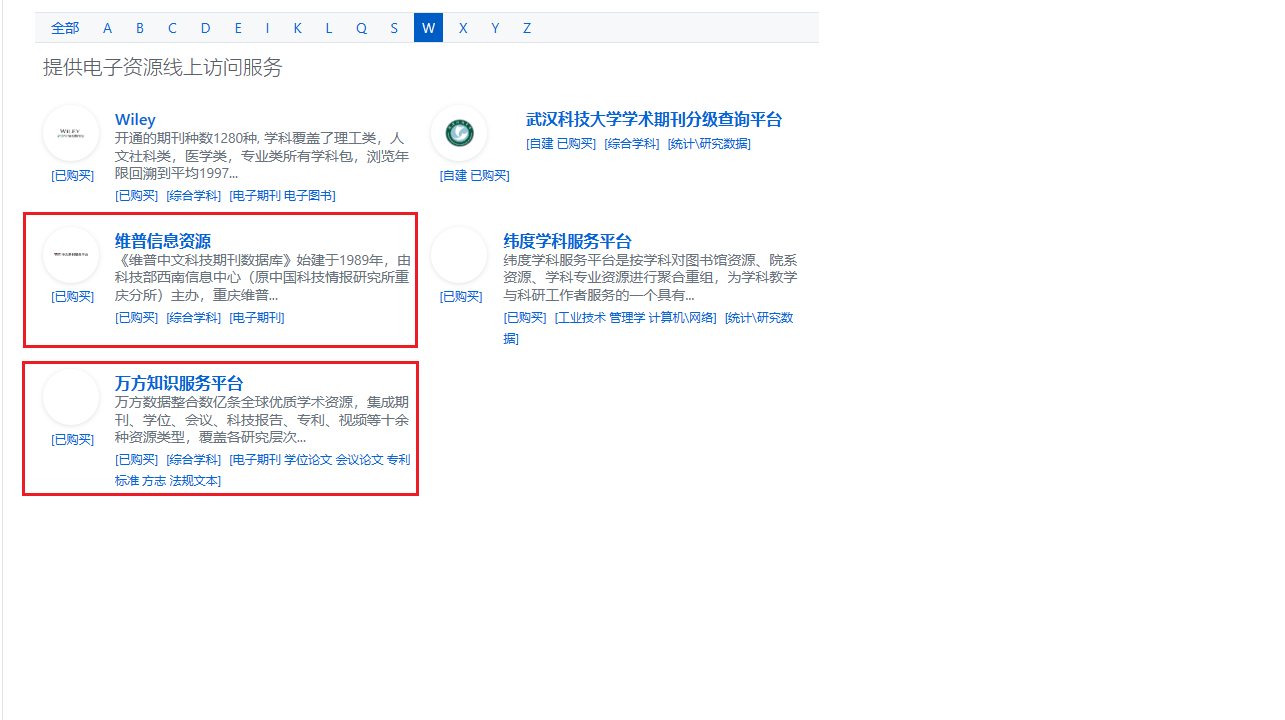 全部 A B C D E I K L Q S W X Y Z
提供电子资源线上访问服务
WILEY
[已购买]
Wiley
开通的期刊种数1280种, 学科覆盖了理工类，人
文社科类，医学类，专业类所有学科包，浏览年
限回溯到平均1997...
[已购买] [综合学科] [电子期刊 电子图书]
[自建 已购买]
武汉科技大学学术期刊分级查询平台
[自建 已购买] [综合学科] [统计\研究数据]
[已购买]
维普信息资源
《维普中文科技期刊数据库》始建于1989年，由
科技部西南信息中心（原中国科技情报研究所重
庆分所）主办，重庆维普...
[已购买] [综合学科] [电子期刊]
[已购买]
纬度学科服务平台
纬度学科服务平台是按学科对图书馆资源、院系
资源、学科专业资源进行聚合重组，为学科教学
与科研工作者服务的一个具有...
[已购买] [工业技术 管理学 计算机\网络] [统计\研究数
据]
[已购买]
万方知识服务平台
万方数据整合数亿条全球优质学术资源，集成期
刊、学位、会议、科技报告、专利、视频等十余
种资源类型，覆盖各研究层次...
[已购买] [综合学科] [电子期刊 学位论文 会议论文 专利
标准 方志 法规文本]